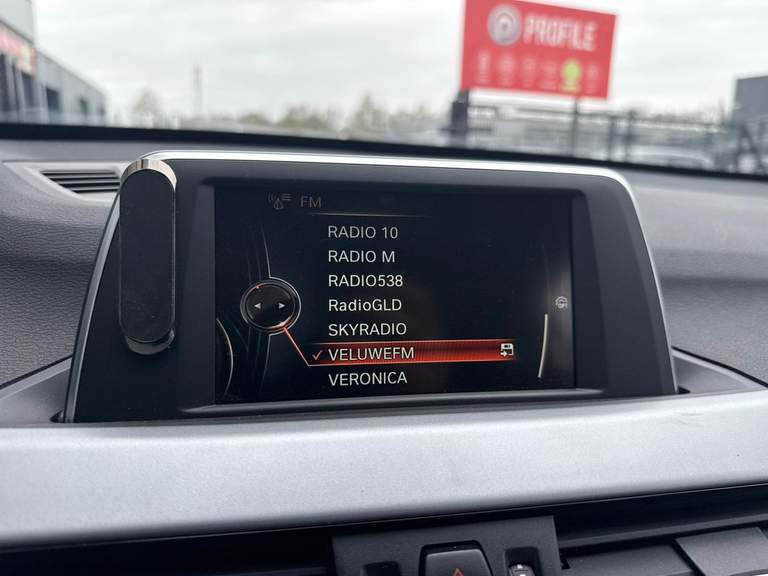 PROFILE
FM
RADIO 10
RADIO M
RADIO538
RadioGLD
SKYRADIO
VELUWEFM
VERONICA